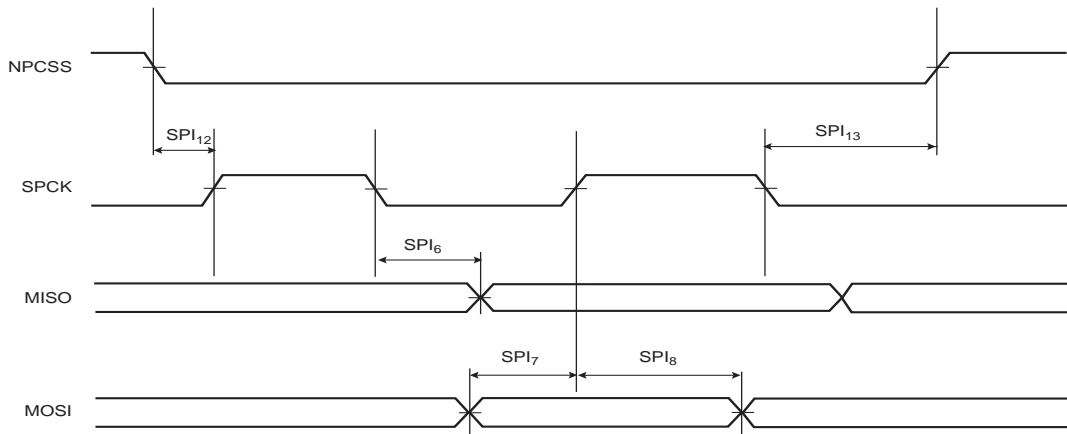 NPCSS
SPI₁₂
SPI₁₃
SPCK
SPI₆
MISO
SPI₇
SPI₈
MOSI